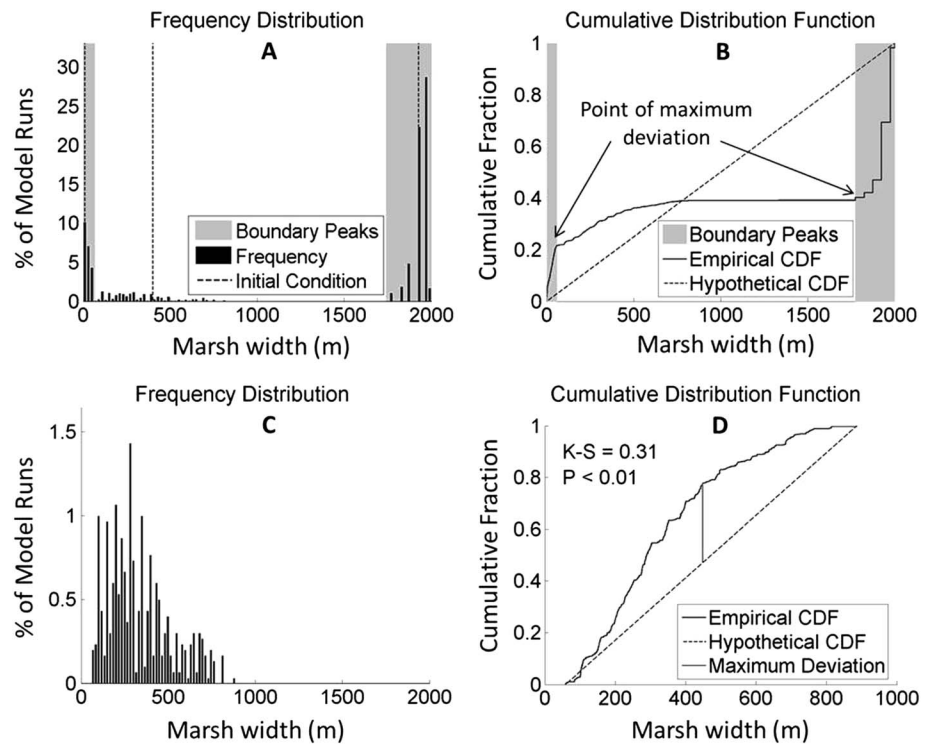 Frequency Distribution
A
% of Model Runs
30
25
20
15
10
5
0
Boundary Peaks
Frequency
Initial Condition
0 500 1000 1500 2000
Marsh width (m)
Cumulative Distribution Function
B
Cumulative Fraction
1
0.8
0.6
0.4
0.2
0
Point of maximum
deviation
Boundary Peaks
Empirical CDF
Hypothetical CDF
0 500 1000 1500 2000
Marsh width (m)
Frequency Distribution
C
% of Model Runs
1.5
1
0.5
0
0 500 1000 1500 2000
Marsh width (m)
Cumulative Distribution Function
D
Cumulative Fraction
1
0.8
0.6
0.4
0.2
0
K-S = 0.31
P < 0.01
Empirical CDF
Hypothetical CDF
Maximum Deviation
0 200 400 600 800 1000
Marsh width (m)